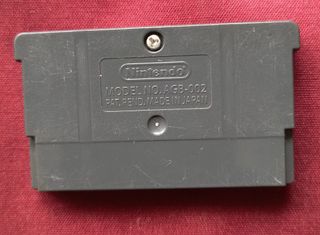 Nintendo
MODEL NO. AGB-002
PAT. PEND. MADE IN JAPAN